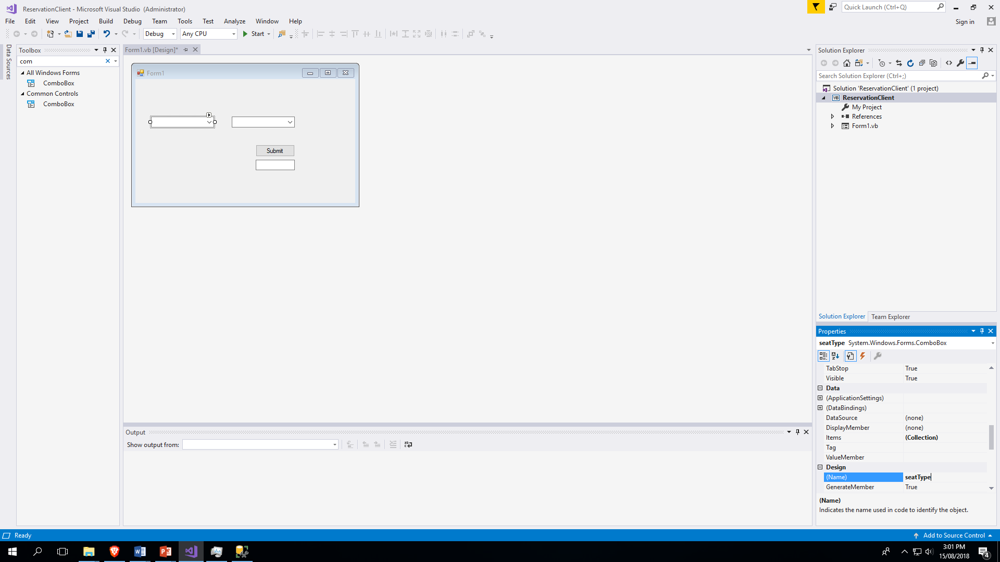 ReservationClient - Microsoft Visual Studio (Administrator)
Quick Launch (Ctrl+Q)
File Edit View Project Build Debug Team Tools Test Analyze Window Help
Sign in
Debug Any CPU Start
Data Sources
Toolbox
com
All Windows Forms
ComboBox
Common Controls
ComboBox
Form1.vb [Design]*
Form1
Submit
Output
Show output from:
Solution Explorer
Search Solution Explorer (Ctrl+;)
Solution 'ReservationClient' (1 project)
VB ReservationClient
My Project
References
Form1.vb
Solution Explorer Team Explorer
Properties
seatType System.Windows.Forms.ComboBox
TabStop True
Visible True
Data
(ApplicationSettings)
(DataBindings)
DataSource (none)
DisplayMember (none)
Items (Collection)
Tag
ValueMember
Design
(Name) seatType
GenerateMember True
(Name)
Indicates the name used in code to identify the object.
Ready
Add to Source Control
3:01 PM
15/08/2018
4